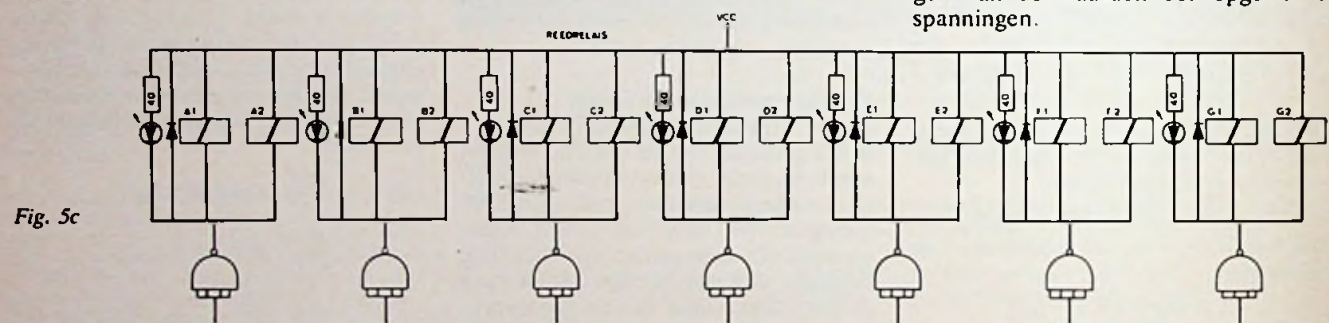 spanningen.
VCC
REEDRELAIS
40 40 40 40 40 40 40
A1 A2 B1 B2 C1 C2 D1 D2 E1 E2 F1 F2 G1 G2
Fig. 5c